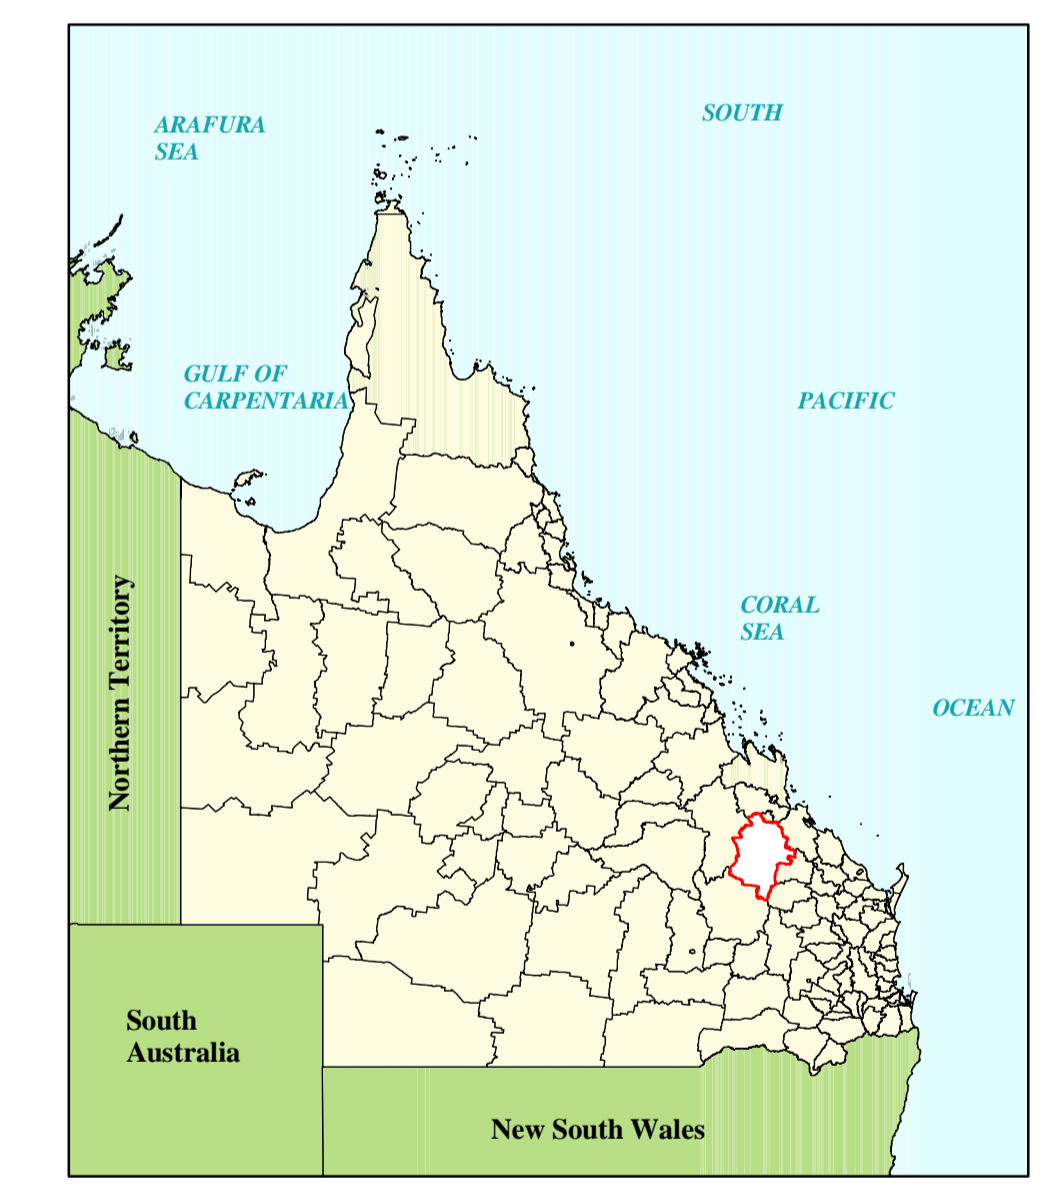 SOUTH
ARAFURA
SEA
GULF OF
CARPENTARIA
PACIFIC
Northern Territory
CORAL
SEA
OCEAN
South
Australia
New South Wales